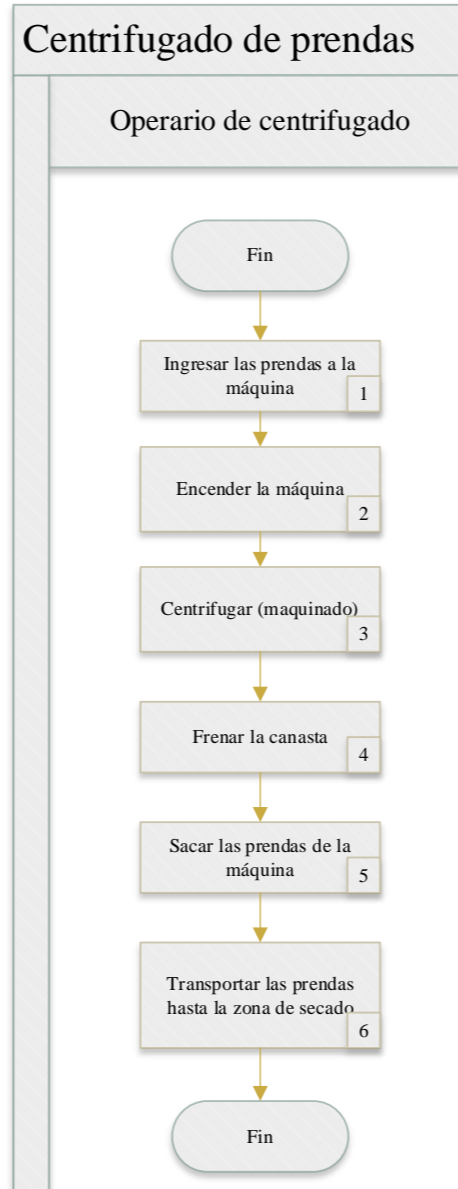 Centrifugado de prendas
Operario de centrifugado
Fin
Ingresar las prendas a la
máquina
1
Encender la máquina
2
Centrifugar (maquinado)
3
Frenar la canasta
4
Sacar las prendas de la
máquina
5
Transportar las prendas
hasta la zona de secado
6
Fin